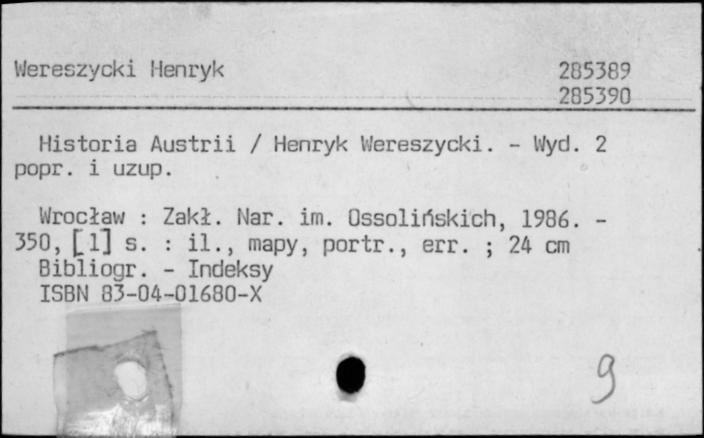 Wereszycki Henryk 285389
285390
Historia Austrii / Henryk Wereszycki. - Wyd. 2
popr. i uzup.
Wrocław : Zakł. Nar. im. Ossolińskich, 1986. -
350, [1] s. : il., mapy, portr., err. ; 24 cm
Bibliogr. - Indeksy
ISBN 83-04-01680-X
9